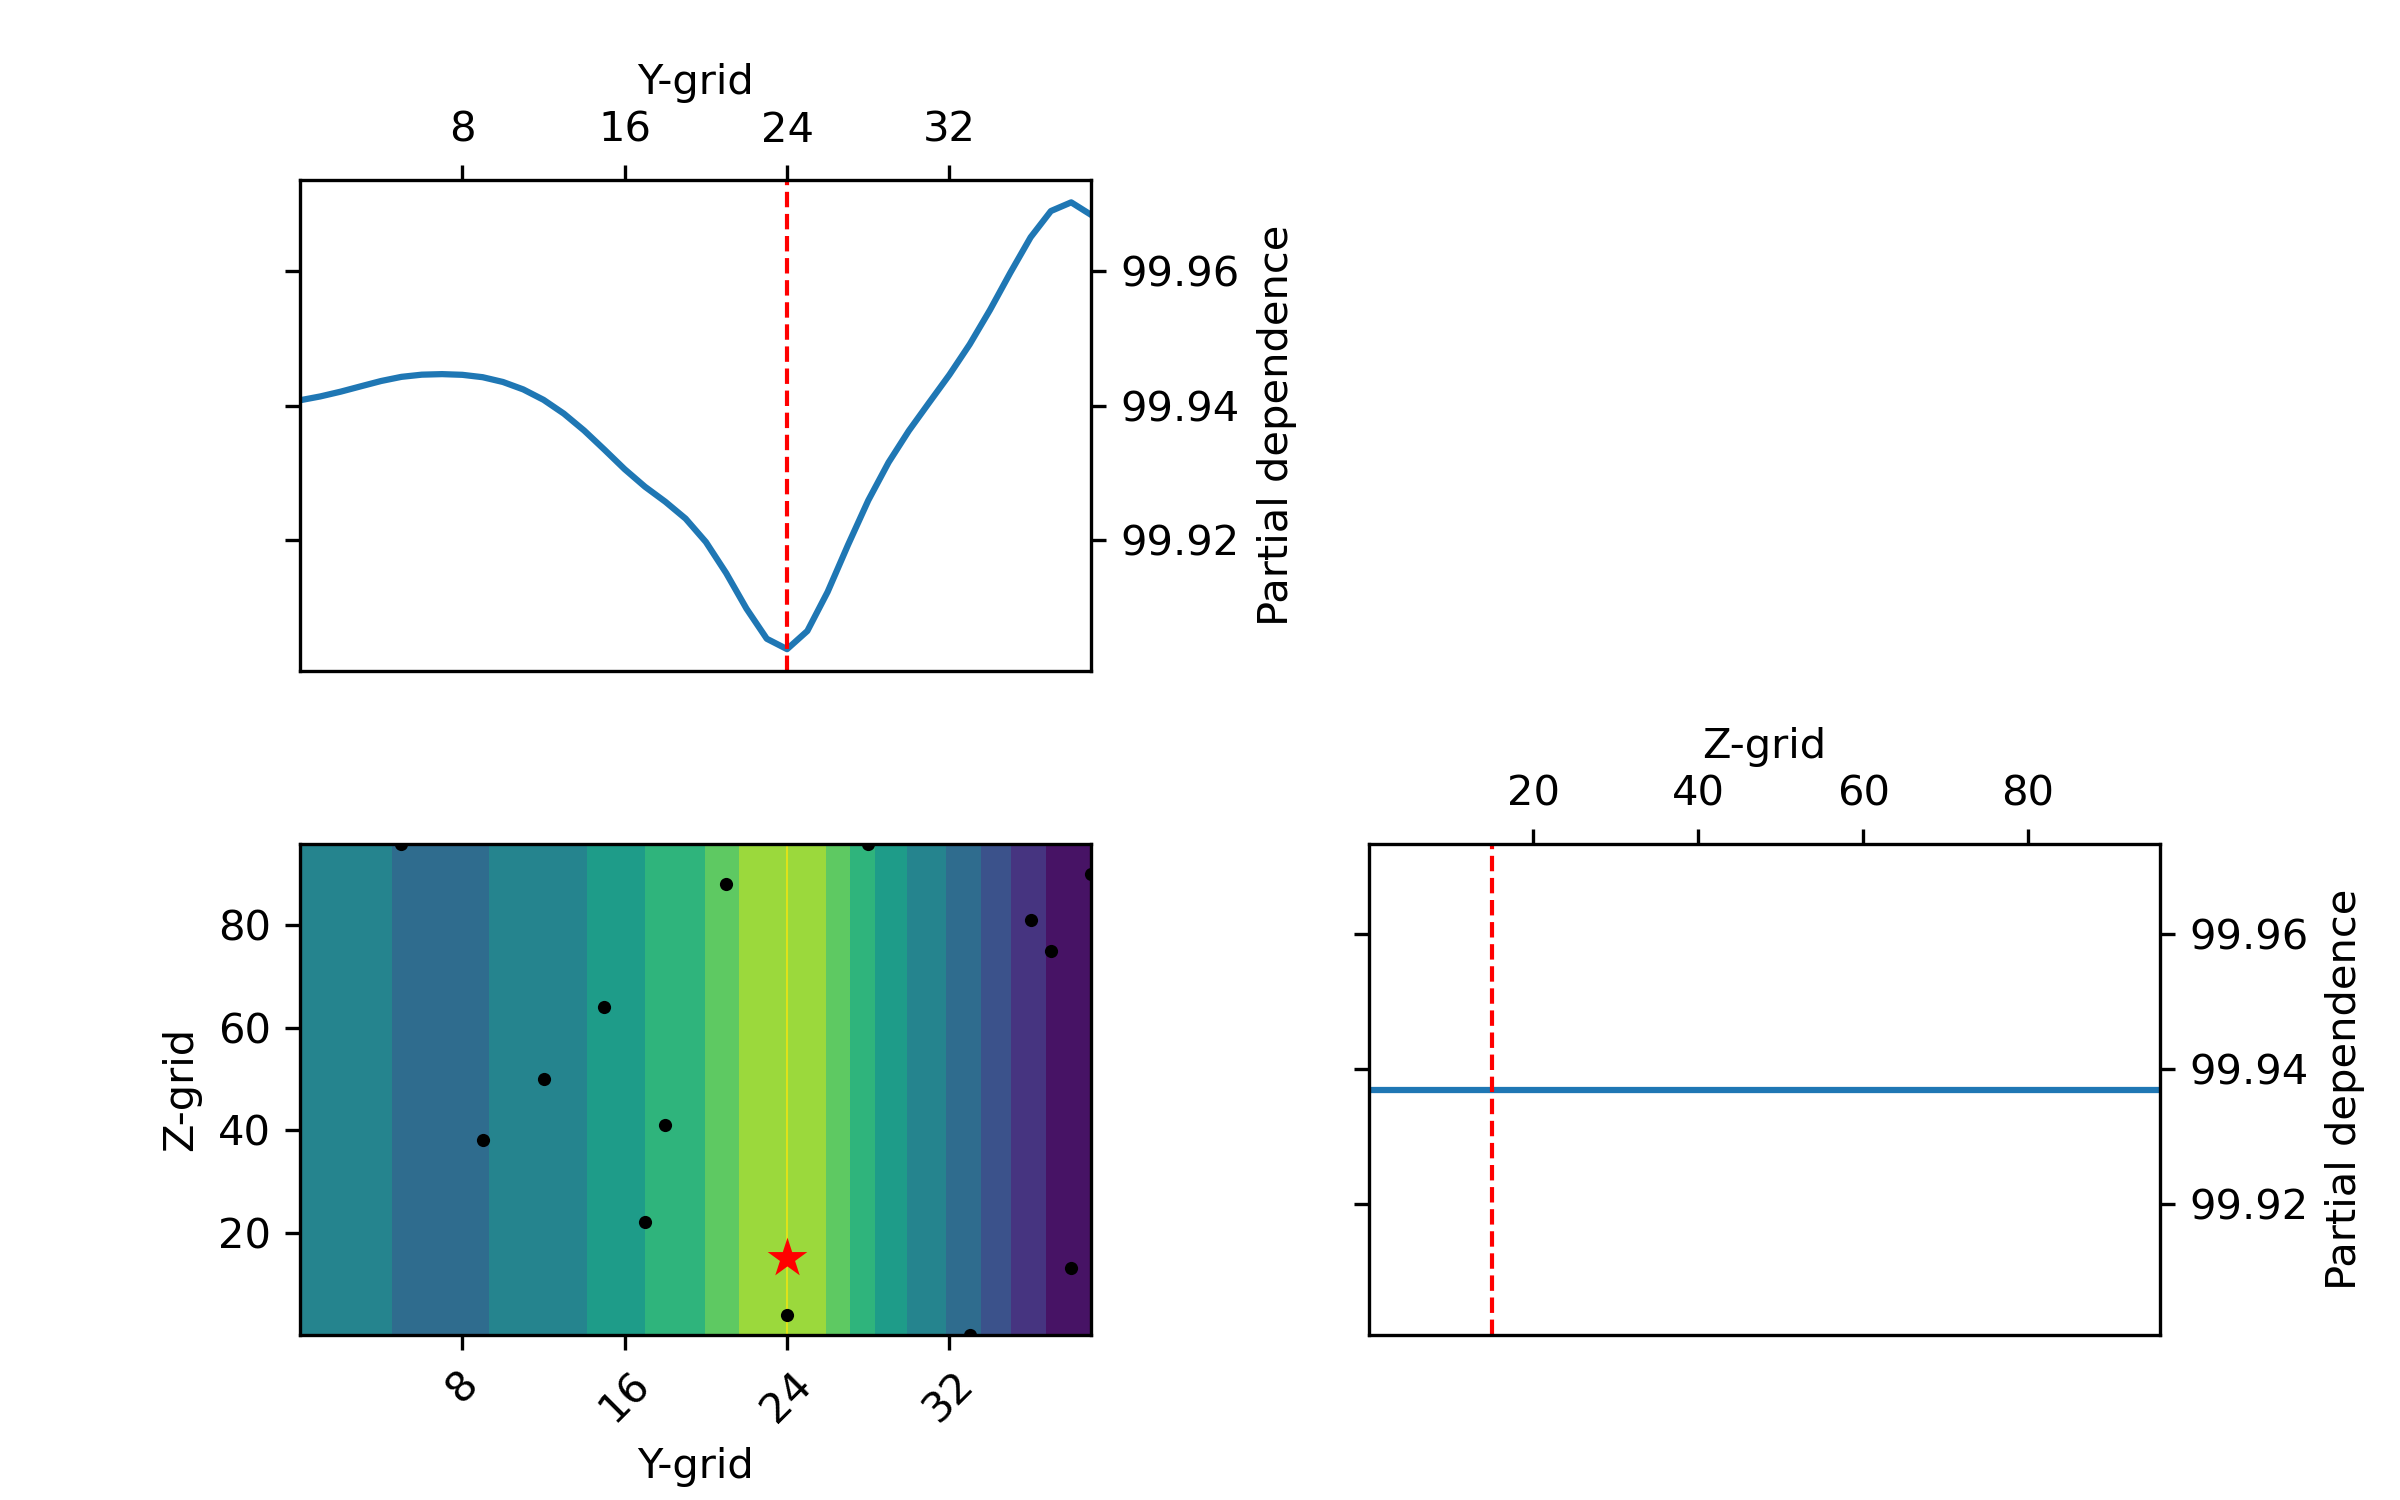 Y-grid
8 16 24 32
99.96
99.94
99.92
Partial dependence
Z-grid
20 40 60 80
99.96
99.94
99.92
Partial dependence
80
60
40
20
Z-grid
8 16 24 32
Y-grid